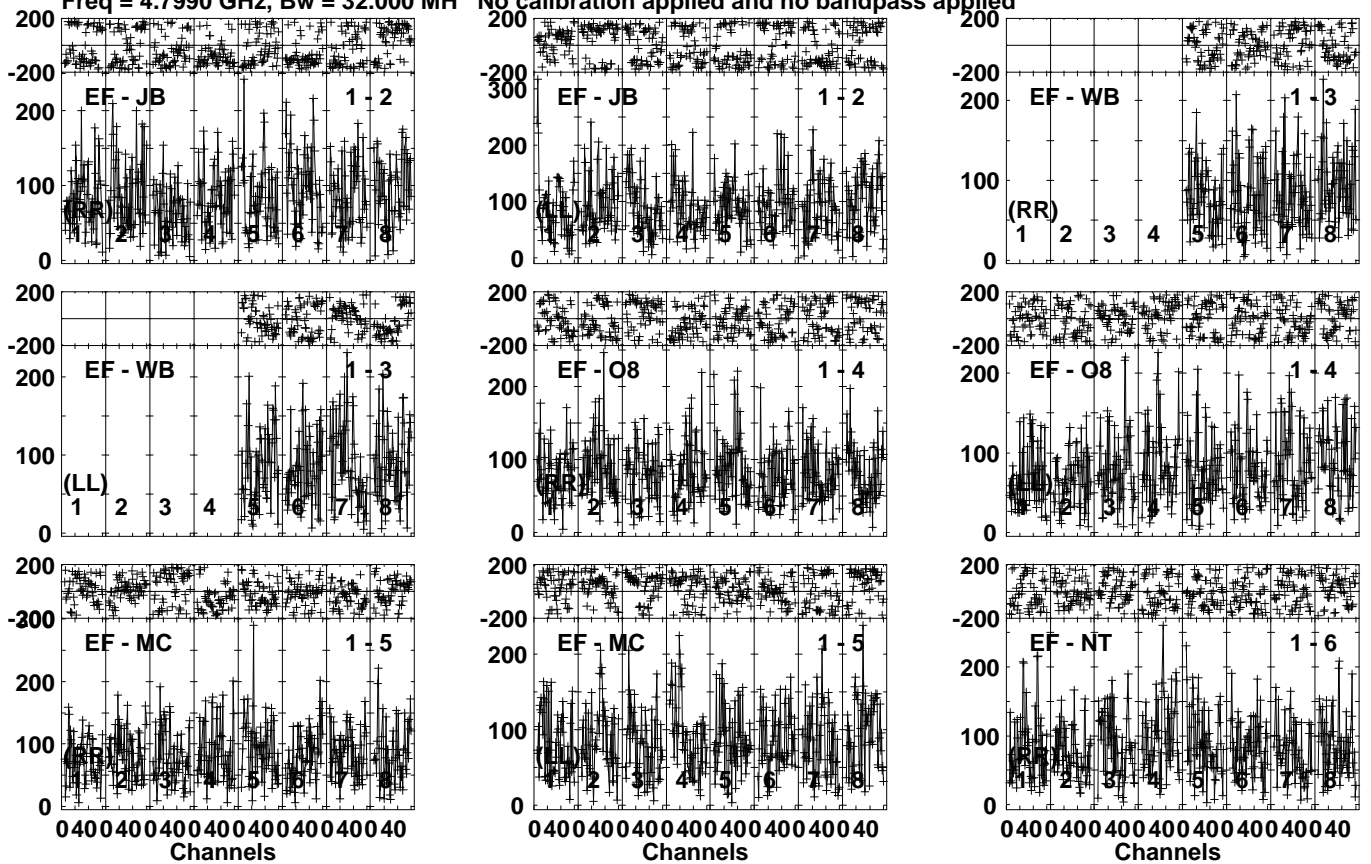 Freq = 4.7990 GHz, Bw = 32.000 MH No calibration applied and no bandpass applied
200 200 200
-200 -200 -200
EF - JB 1 - 2 300 EF - JB 1 - 2 EF - WB 1 - 3
200 200 200
100 100 100
(RR) (LL) (RR)
1 2 3 4 5 6 7 8 1 2 3 4 5 6 7 8 1 2 3 4 5 6 7 8
0 0 0
200 200 200
-200 -200 -200
EF - WB 1 - 3 EF - O8 1 - 4 EF - O8 1 - 4
200 200 200
100 100 100
(LL) (RR) (LL)
1 2 3 4 5 6 7 8 1 2 3 4 5 6 7 8 1 2 3 4 5 6 7 8
0 0 0
200 200 200
-200 -200 -200
300
EF - MC 1 - 5 EF - MC 1 - 5 EF - NT 1 - 6
200 200 200
100 100 100
(RR) (LL) (RR)
1 2 3 4 5 6 7 8 1 2 3 4 5 6 7 8 1 2 3 4 5 6 7 8
0 0 0
0 40 0 40 0 40 0 40 0 40 0 40 0 40 0 40 0 40 0 40 0 40 0 40 0 40 0 40 0 40 0 40 0 40 0 40 0 40 0 40 0 40 0 40 0 40 0 40
Channels Channels Channels